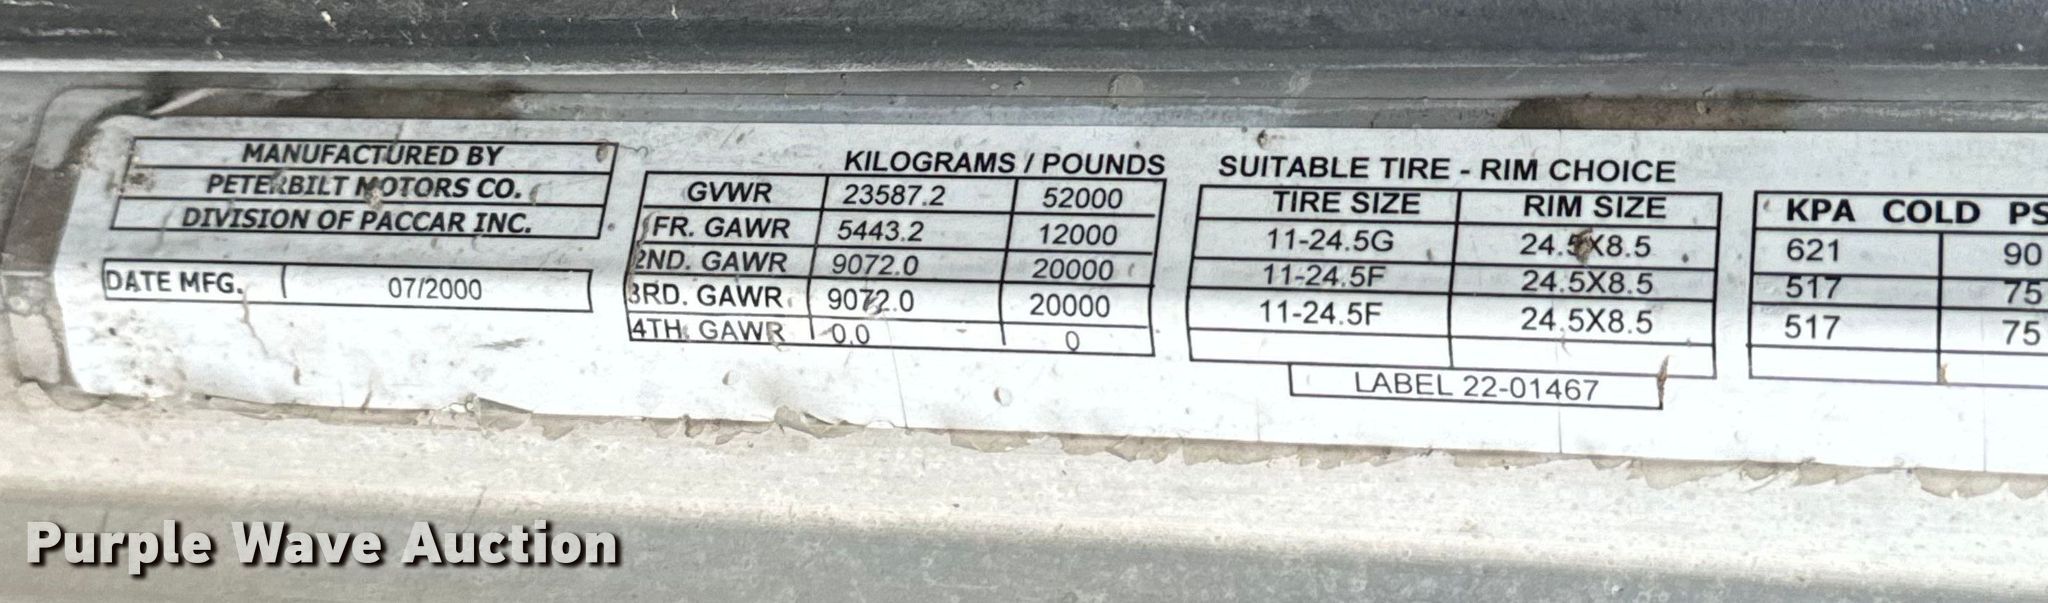 MANUFACTURED BY
PETERBILT MOTORS CO.
DIVISION OF PACCAR INC.
DATE MFG. 07/2000
KILOGRAMS / POUNDS
GVWR 23587.2 52000
FR. GAWR 5443.2 12000
2ND. GAWR 9072.0 20000
3RD. GAWR 9072.0 20000
4TH. GAWR 0.0 0
SUITABLE TIRE - RIM CHOICE
TIRE SIZE RIM SIZE
11-24.5G 24.5X8.5
11-24.5F 24.5X8.5
11-24.5F 24.5X8.5
LABEL 22-01467
KPA COLD PS
621 90
517 75
517 75
Purple Wave Auction